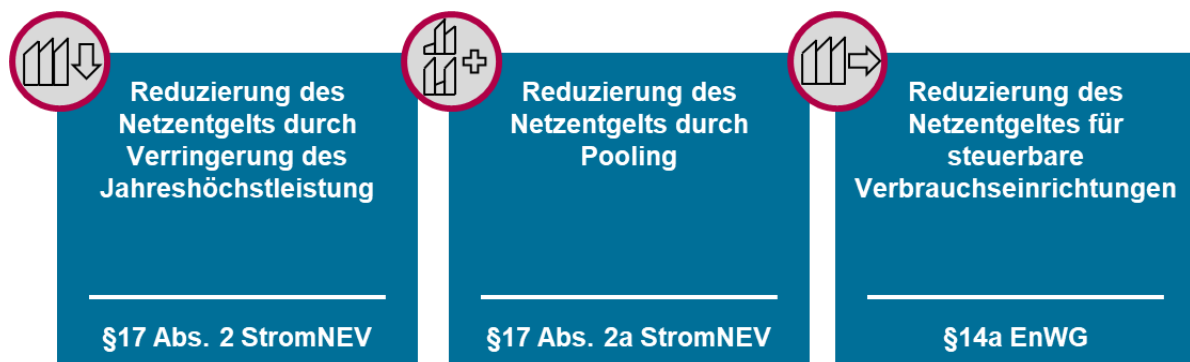 Reduzierung des
Netzentgelts durch
Verringerung des
Jahreshöchstleistung
§17 Abs. 2 StromNEV
Reduzierung des
Netzentgelts durch
Pooling
§17 Abs. 2a StromNEV
Reduzierung des
Netzentgeltes für
steuerbare
Verbrauchseinrichtungen
§14a EnWG